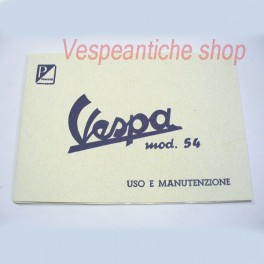 Vespeantiche shop
P
Vespa
mod. 54
USO E MANUTENZIONE